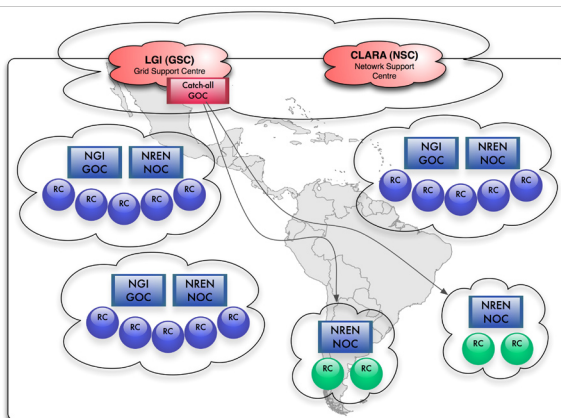 LGI (GSC)
Grid Support Centre
CLARA (NSC)
Netowrk Support
Centre
Catch-all
GOC
NGI
GOC
NREN
NOC
RC
RC
RC
RC
RC
NGI
GOC
NREN
NOC
RC
RC
RC
RC
RC
NGI
GOC
NREN
NOC
RC
RC
RC
RC
RC
NREN
NOC
RC
RC
NREN
NOC
RC
RC